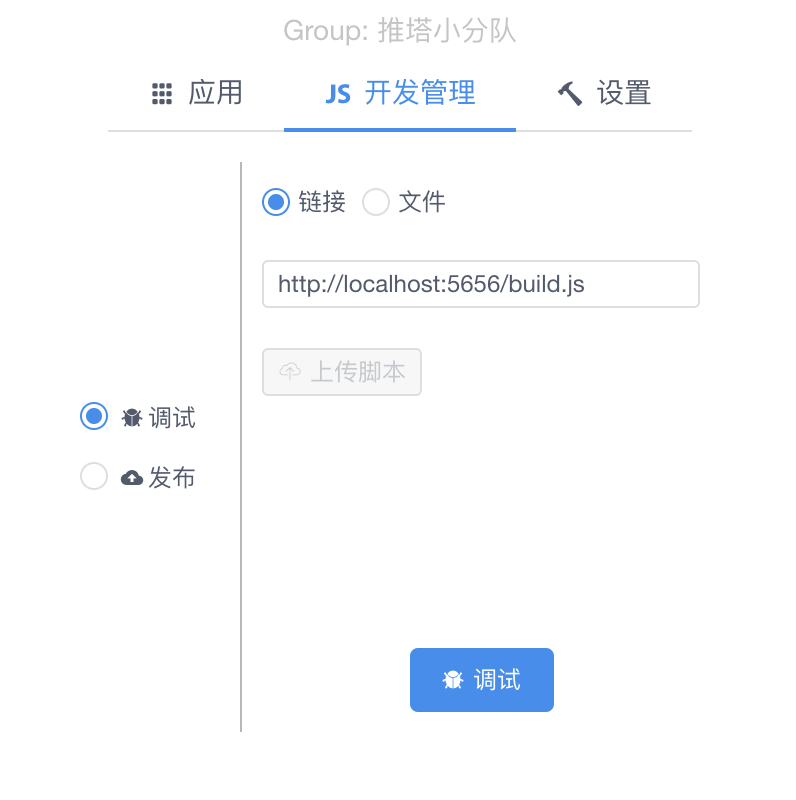 Group: 推塔小分队
应用 JS 开发管理 设置
链接 文件
http://localhost:5656/build.js
上传脚本
调试
发布
调试